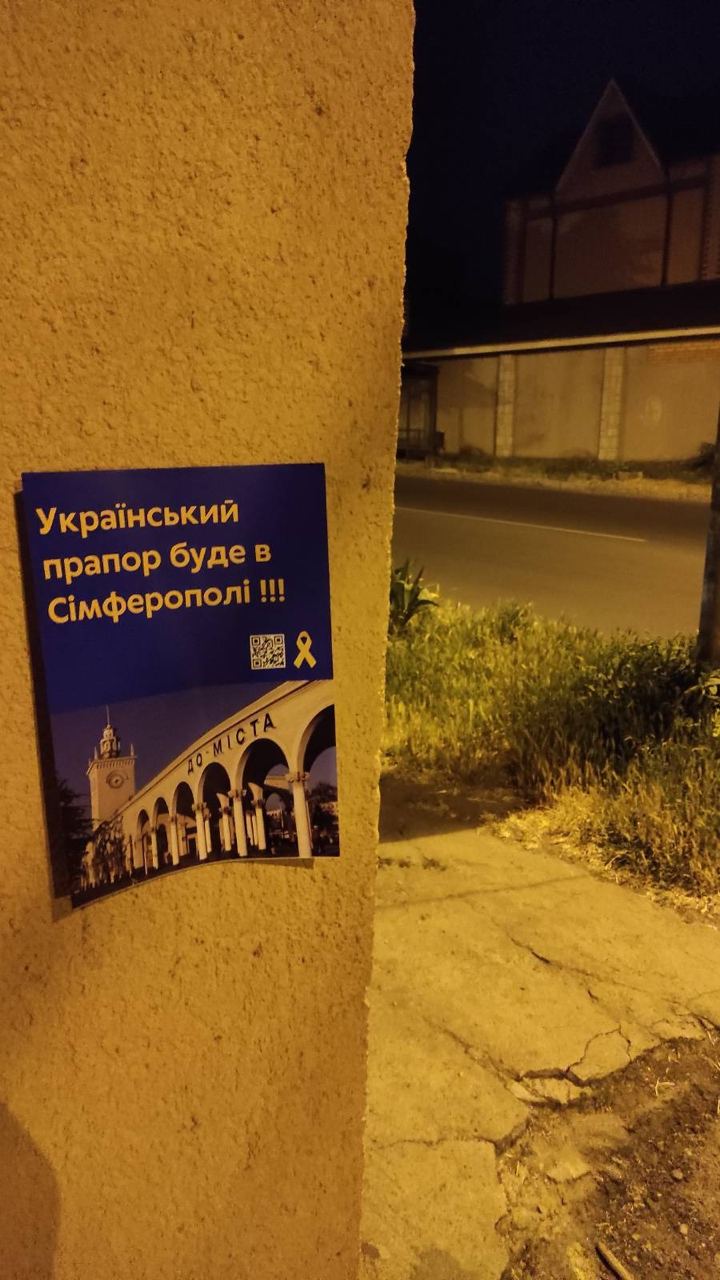 Український
прапор буде в
Сімферополі !!!
ДО-МІСТА